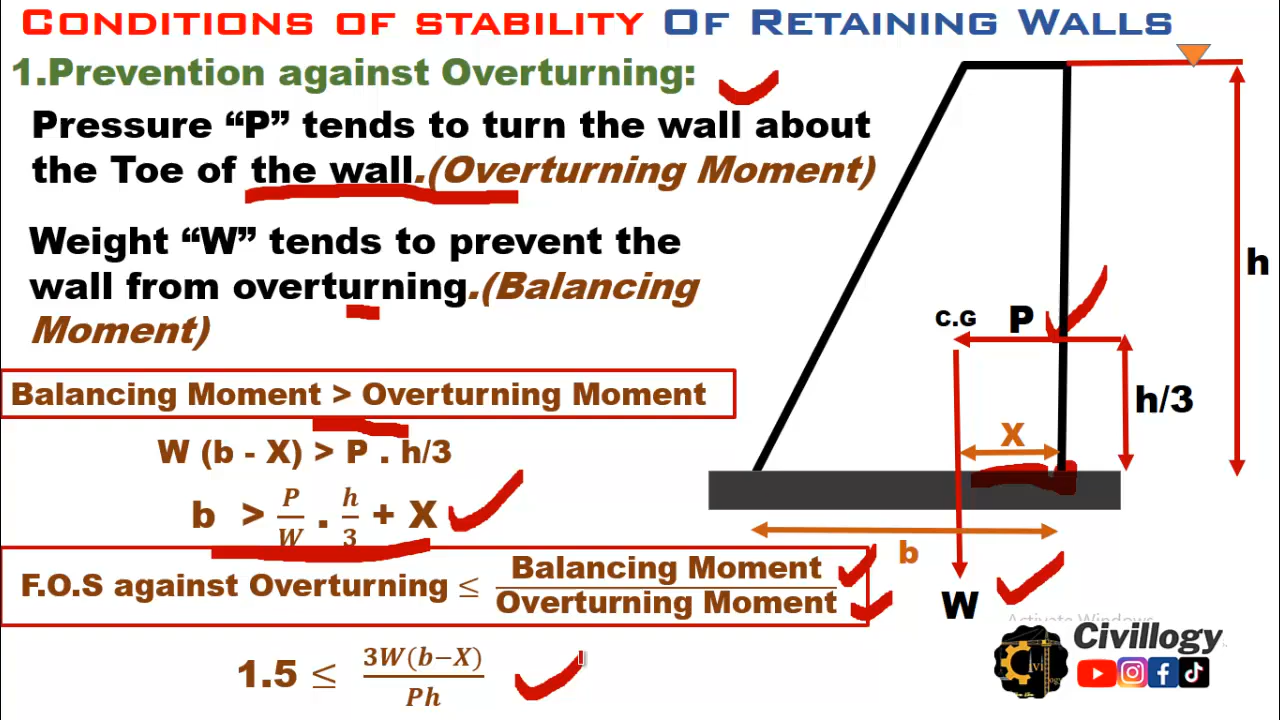 CONDITIONS OF STABILITY OF RETAINING WALLS
1.Prevention against Overturning:
Pressure “P” tends to turn the wall about
the Toe of the wall.(Overturning Moment)
Weight “W” tends to prevent the
wall from overturning.(Balancing
Moment)
Balancing Moment > Overturning Moment
W (b - X) > P . h/3
b > P/W . h/3 + X
F.O.S against Overturning ≤ Balancing Moment / Overturning Moment
1.5 ≤ 3W(b−X) / Ph
h
C.G P
h/3
X
b
W
Activate Windows
Civillogy